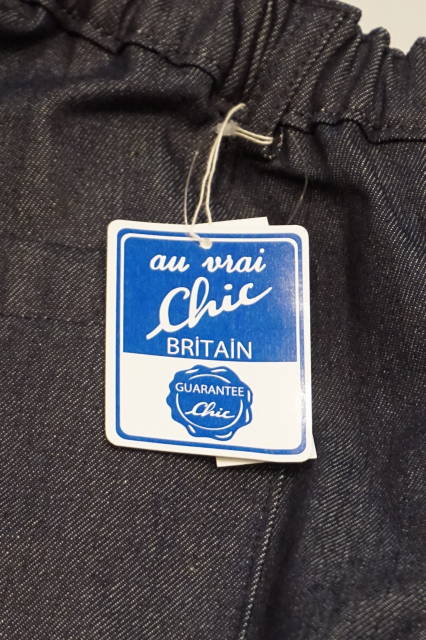 au vrai
Chic
BRiTAiN
GUARANTEE
Chic